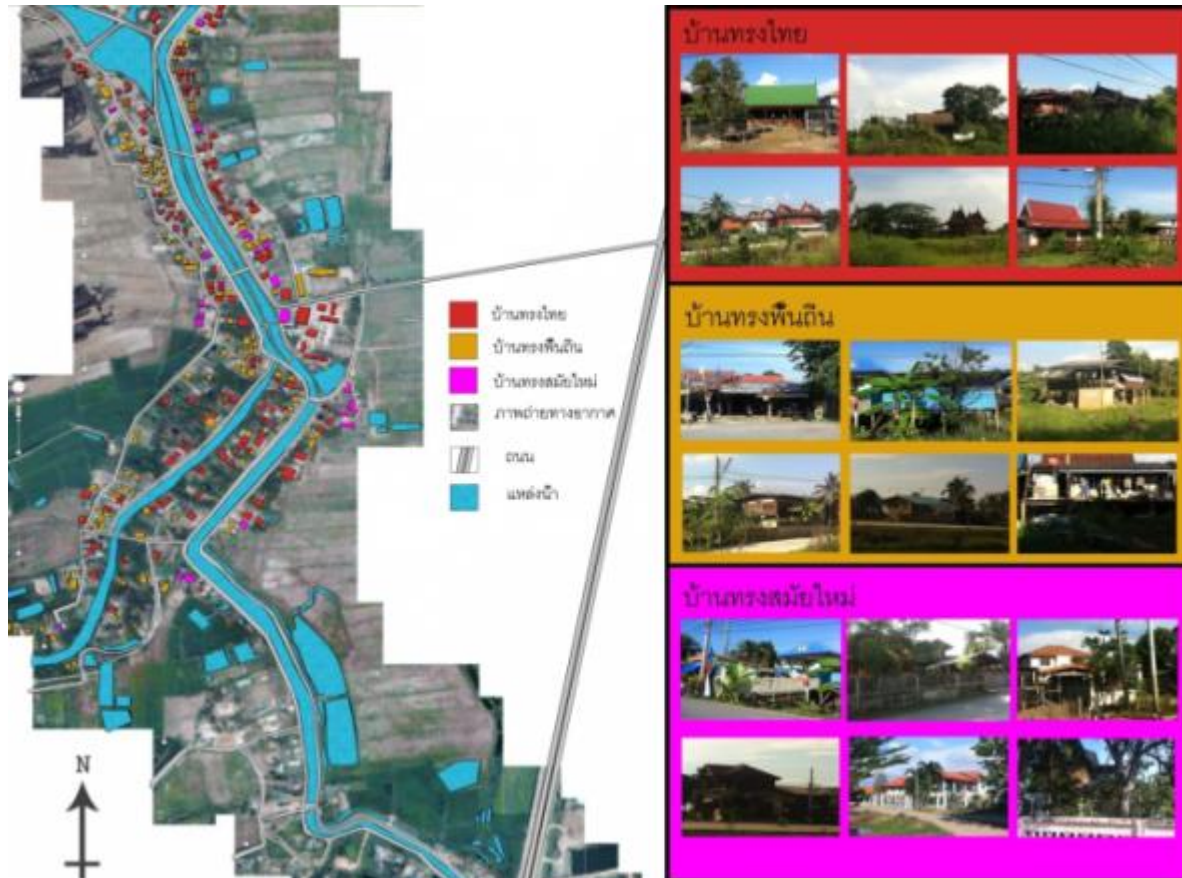 บ้านทรงไทย
บ้านทรงพื้นถิ่น
บ้านทรงสมัยใหม่
ภาพถ่ายทางอากาศ
ถนน
แหล่งน้ำ
N
บ้านทรงไทย
บ้านทรงพื้นถิ่น
บ้านทรงสมัยใหม่